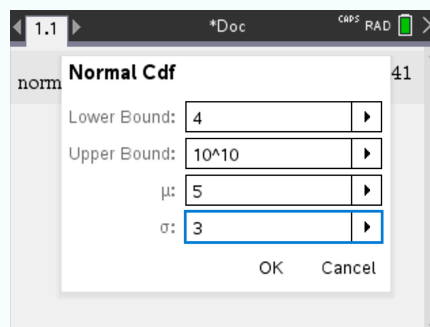 1.1 *Doc CAPS RAD
norm 41
Normal Cdf
Lower Bound: 4
Upper Bound: 10^10
μ: 5
σ: 3
OK Cancel